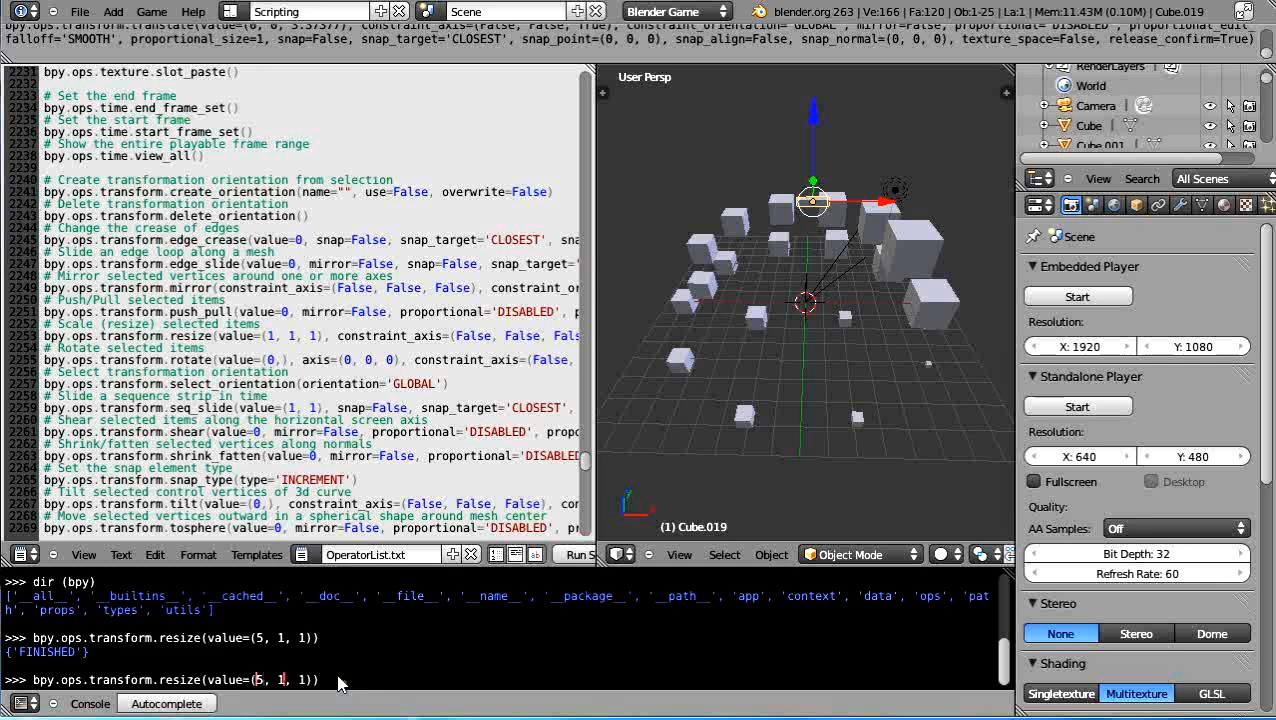 File Add Game Help Scripting Scene Blender Game blender.org 263 | Ve:166 | Fa:120 | Ob:1-25 | La:1 | Mem:11.43M (0.10M) | Cube.019
falloff='SMOOTH', proportional_size=1, snap=False, snap_target='CLOSEST', snap_point=(0, 0, 0), snap_align=False, snap_normal=(0, 0, 0), texture_space=False, release_confirm=True)
2231 bpy.ops.texture.slot_paste()
2232
2233 # Set the end frame
2234 bpy.ops.time.end_frame_set()
2235 # Set the start frame
2236 bpy.ops.time.start_frame_set()
2237 # Show the entire playable frame range
2238 bpy.ops.time.view_all()
2239
2240 # Create transformation orientation from selection
2241 bpy.ops.transform.create_orientation(name="", use=False, overwrite=False)
2242 # Delete transformation orientation
2243 bpy.ops.transform.delete_orientation()
2244 # Change the crease of edges
2245 bpy.ops.transform.edge_crease(value=0, snap=False, snap_target='CLOSEST', sna
2246 # Slide an edge loop along a mesh
2247 bpy.ops.transform.edge_slide(value=0, mirror=False, snap=False, snap_target='
2248 # Mirror selected vertices around one or more axes
2249 bpy.ops.transform.mirror(constraint_axis=(False, False, False), constraint_or
2250 # Push/Pull selected items
2251 bpy.ops.transform.push_pull(value=0, mirror=False, proportional='DISABLED', p
2252 # Scale (resize) selected items
2253 bpy.ops.transform.resize(value=(1, 1, 1), constraint_axis=(False, False, Fals
2254 # Rotate selected items
2255 bpy.ops.transform.rotate(value=(0,), axis=(0, 0, 0), constraint_axis=(False,
2256 # Select transformation orientation
2257 bpy.ops.transform.select_orientation(orientation='GLOBAL')
2258 # Slide a sequence strip in time
2259 bpy.ops.transform.seq_slide(value=(1, 1), snap=False, snap_target='CLOSEST',
2260 # Shear selected items along the horizontal screen axis
2261 bpy.ops.transform.shear(value=0, mirror=False, proportional='DISABLED', propo
2262 # Shrink/fatten selected vertices along normals
2263 bpy.ops.transform.shrink_fatten(value=0, mirror=False, proportional='DISABLED
2264 # Set the snap element type
2265 bpy.ops.transform.snap_type(type='INCREMENT')
2266 # Tilt selected control vertices of 3d curve
2267 bpy.ops.transform.tilt(value=(0,), constraint_axis=(False, False, False), con
2268 # Move selected vertices outward in a spherical shape around mesh center
2269 bpy.ops.transform.tosphere(value=0, mirror=False, proportional='DISABLED', pr
View Text Edit Format Templates OperatorList.txt Run S
User Persp
(1) Cube.019
View Select Object Object Mode
RenderLayers
World
Camera
Cube
Cube.001
View Search All Scenes
Scene
Embedded Player
Start
Resolution:
X: 1920 Y: 1080
Standalone Player
Start
Resolution:
X: 640 Y: 480
Fullscreen Desktop
Quality:
AA Samples: Off
Bit Depth: 32
Refresh Rate: 60
Stereo
None Stereo Dome
Shading
Singletexture Multitexture GLSL
>>> dir (bpy)
['__all__', '__builtins__', '__cached__', '__doc__', '__file__', '__name__', '__package__', '__path__', 'app', 'context', 'data', 'ops', 'pat
h', 'props', 'types', 'utils']
>>> bpy.ops.transform.resize(value=(5, 1, 1))
{'FINISHED'}
>>> bpy.ops.transform.resize(value=(5, 1, 1))
Console Autocomplete